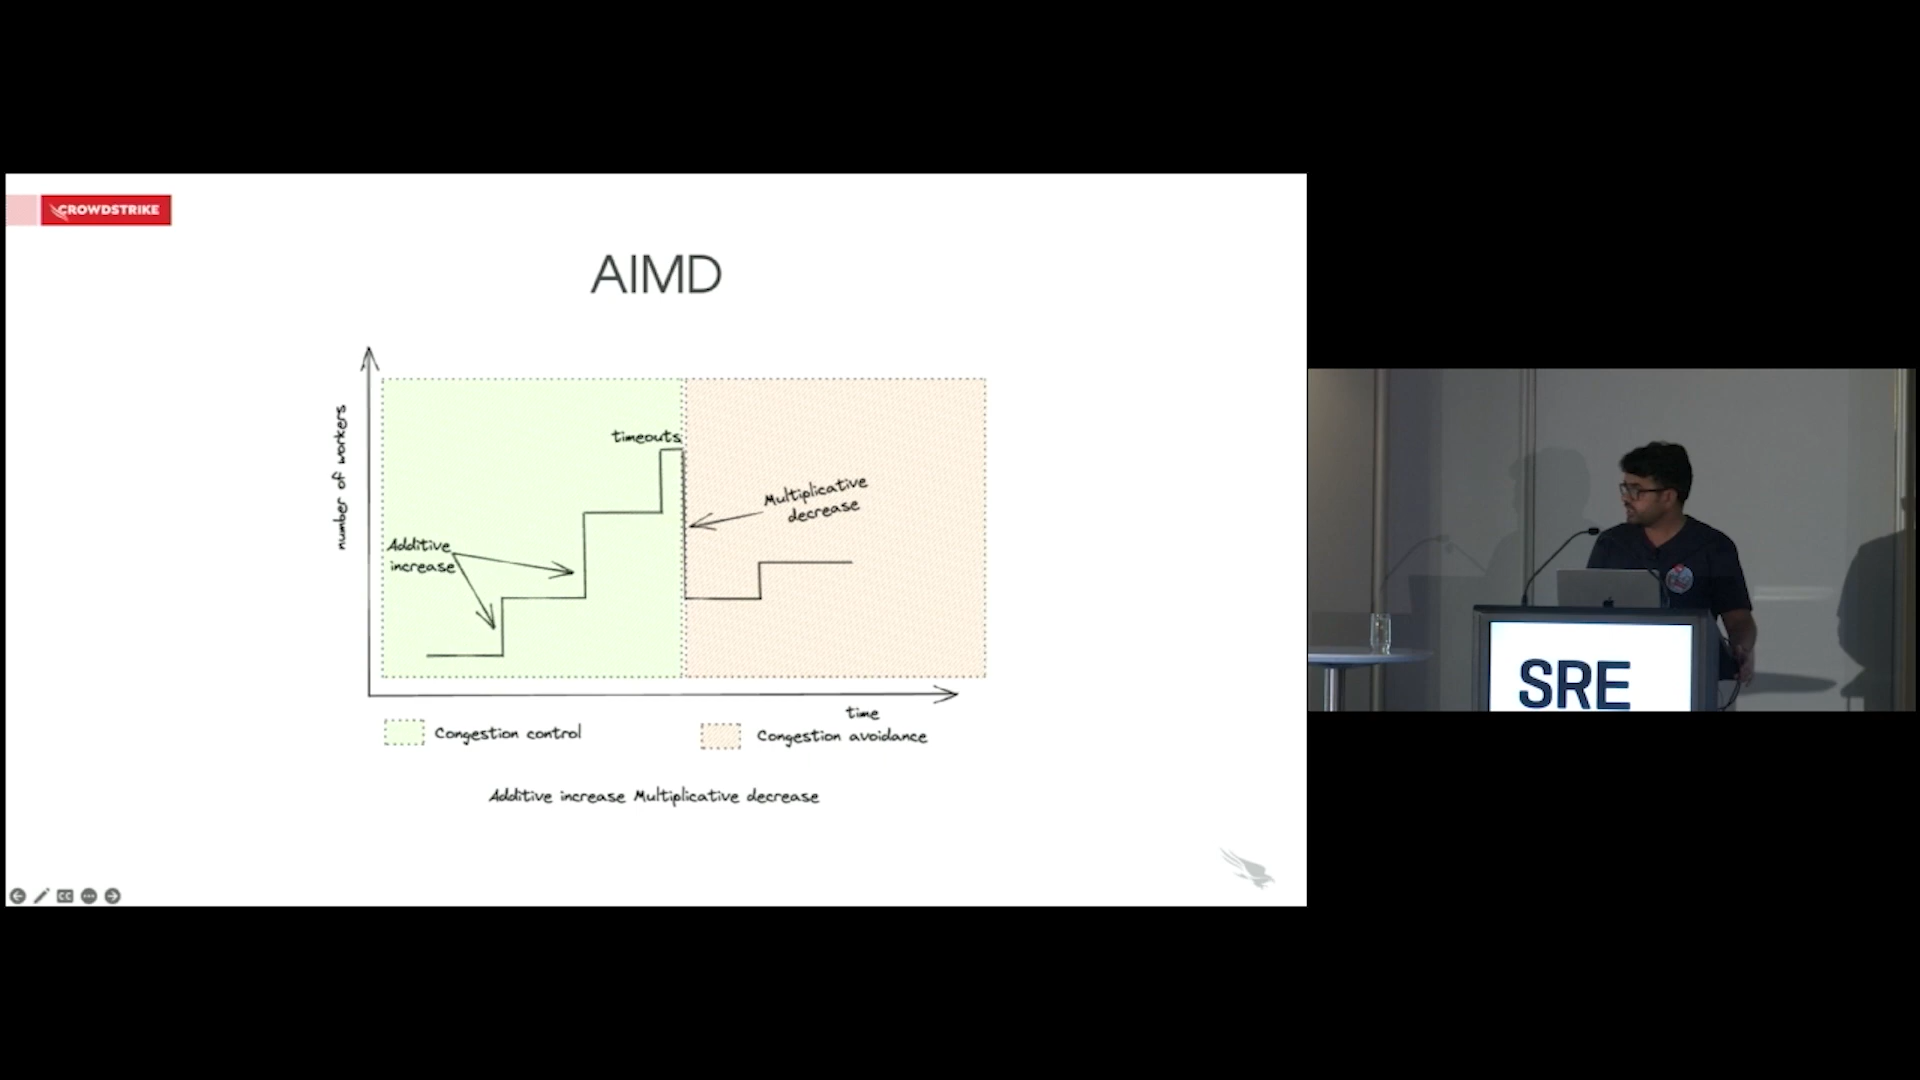 CROWDSTRIKE
AIMD
number of workers
timeouts
Multiplicative
decrease
Additive
increase
time
Congestion control
Congestion avoidance
Additive increase Multiplicative decrease
CC
SRE